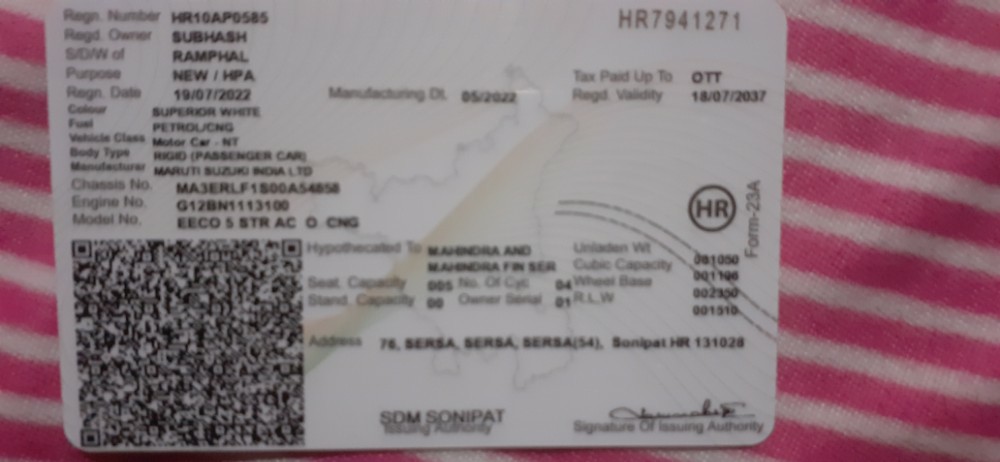 Regn. Number HR10AP0585
HR7941271
Regd. Owner SUBHASH
S/D/W of RAMPHAL
Purpose NEW / HPA
Tax Paid Up To OTT
Regn. Date 19/07/2022 Manufacturing Dt. 05/2022 Regd. Validity 18/07/2037
Colour SUPERIOR WHITE
Fuel PETROL/CNG
Vehicle Class Motor Car - NT
Body Type RIGID (PASSENGER CAR)
Manufacturer MARUTI SUZUKI INDIA LTD
Chassis No. MA3ERLF1S00A54858
Engine No. G12BN1113100
Model No. EECO 5 STR AC O CNG
HR
Form-23A
Hypothecated To MAHINDRA AND Unladen Wt 001050
MAHINDRA FIN SER Cubic Capacity 001196
Seat. Capacity 005 No. Of Cyl. 04 Wheel Base 002350
Stand. Capacity 00 Owner Serial 01 R.L.W 001510
Address 76, SERSA, SERSA, SERSA(54), Sonipat HR 131028
SDM SONIPAT
Issuing Authority
Signature Of Issuing Authority